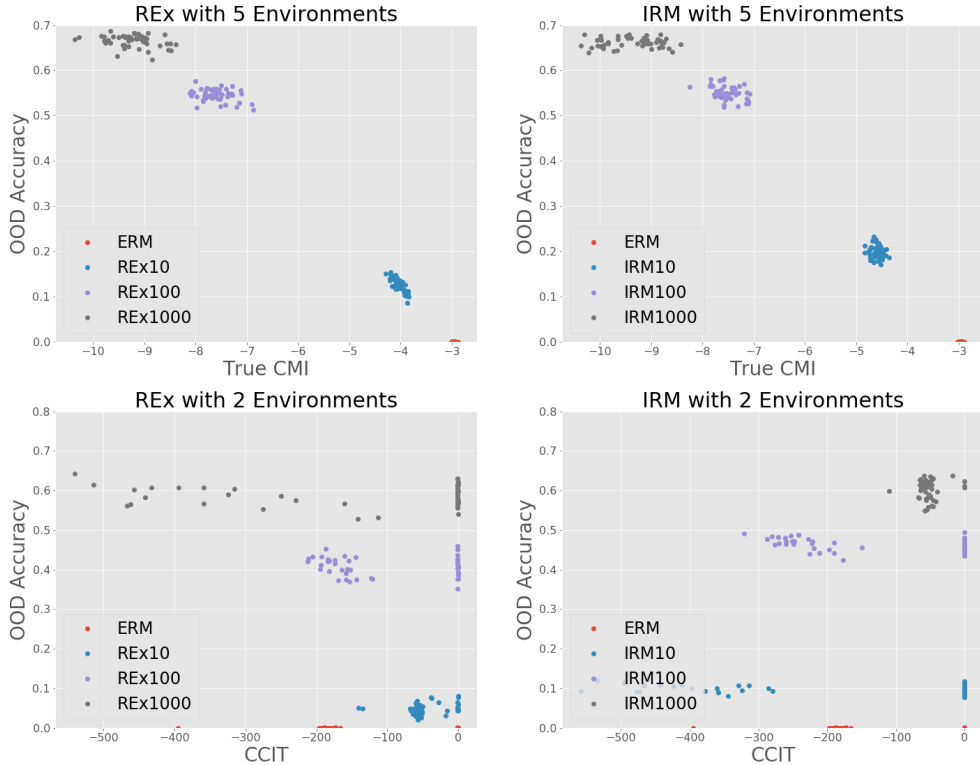 REx with 5 Environments
OOD Accuracy
0.7
0.6
0.5
0.4
0.3
0.2
0.1
0.0
ERM
REx10
REx100
REx1000
−10 −9 −8 −7 −6 −5 −4 −3
True CMI
IRM with 5 Environments
OOD Accuracy
0.7
0.6
0.5
0.4
0.3
0.2
0.1
0.0
ERM
IRM10
IRM100
IRM1000
−10 −9 −8 −7 −6 −5 −4 −3
True CMI
REx with 2 Environments
OOD Accuracy
0.8
0.7
0.6
0.5
0.4
0.3
0.2
0.1
0.0
ERM
REx10
REx100
REx1000
−500 −400 −300 −200 −100 0
CCIT
IRM with 2 Environments
OOD Accuracy
0.8
0.7
0.6
0.5
0.4
0.3
0.2
0.1
0.0
ERM
IRM10
IRM100
IRM1000
−500 −400 −300 −200 −100 0
CCIT